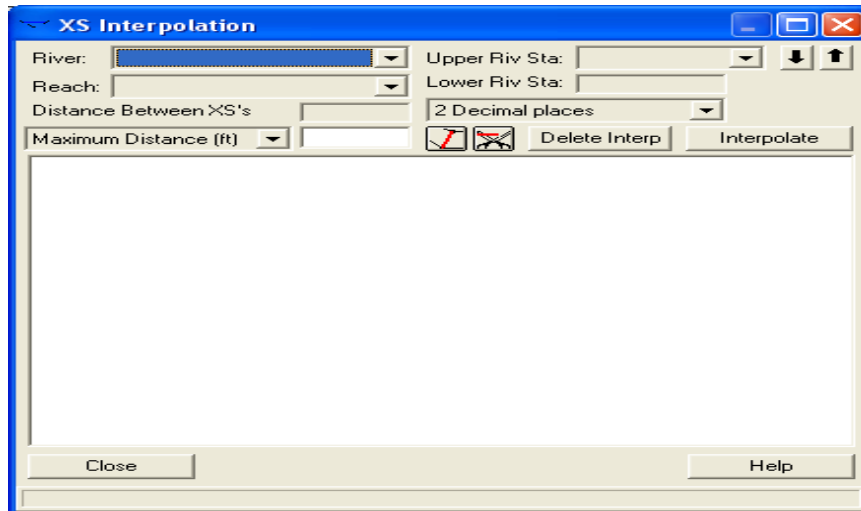 XS Interpolation
River: Upper Riv Sta:
Reach: Lower Riv Sta:
Distance Between XS's 2 Decimal places
Maximum Distance (ft) Delete Interp Interpolate
Close Help